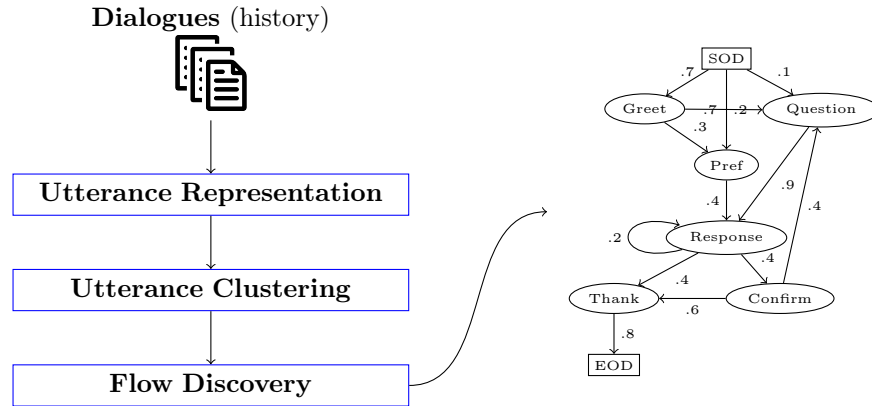 Dialogues (history)
Utterance Representation
Utterance Clustering
Flow Discovery
SOD
.7
.1
Greet
.7
.2
Question
.3
Pref
.9
.4
.4
.2
Response
.4
.4
Thank
.6
Confirm
.8
EOD